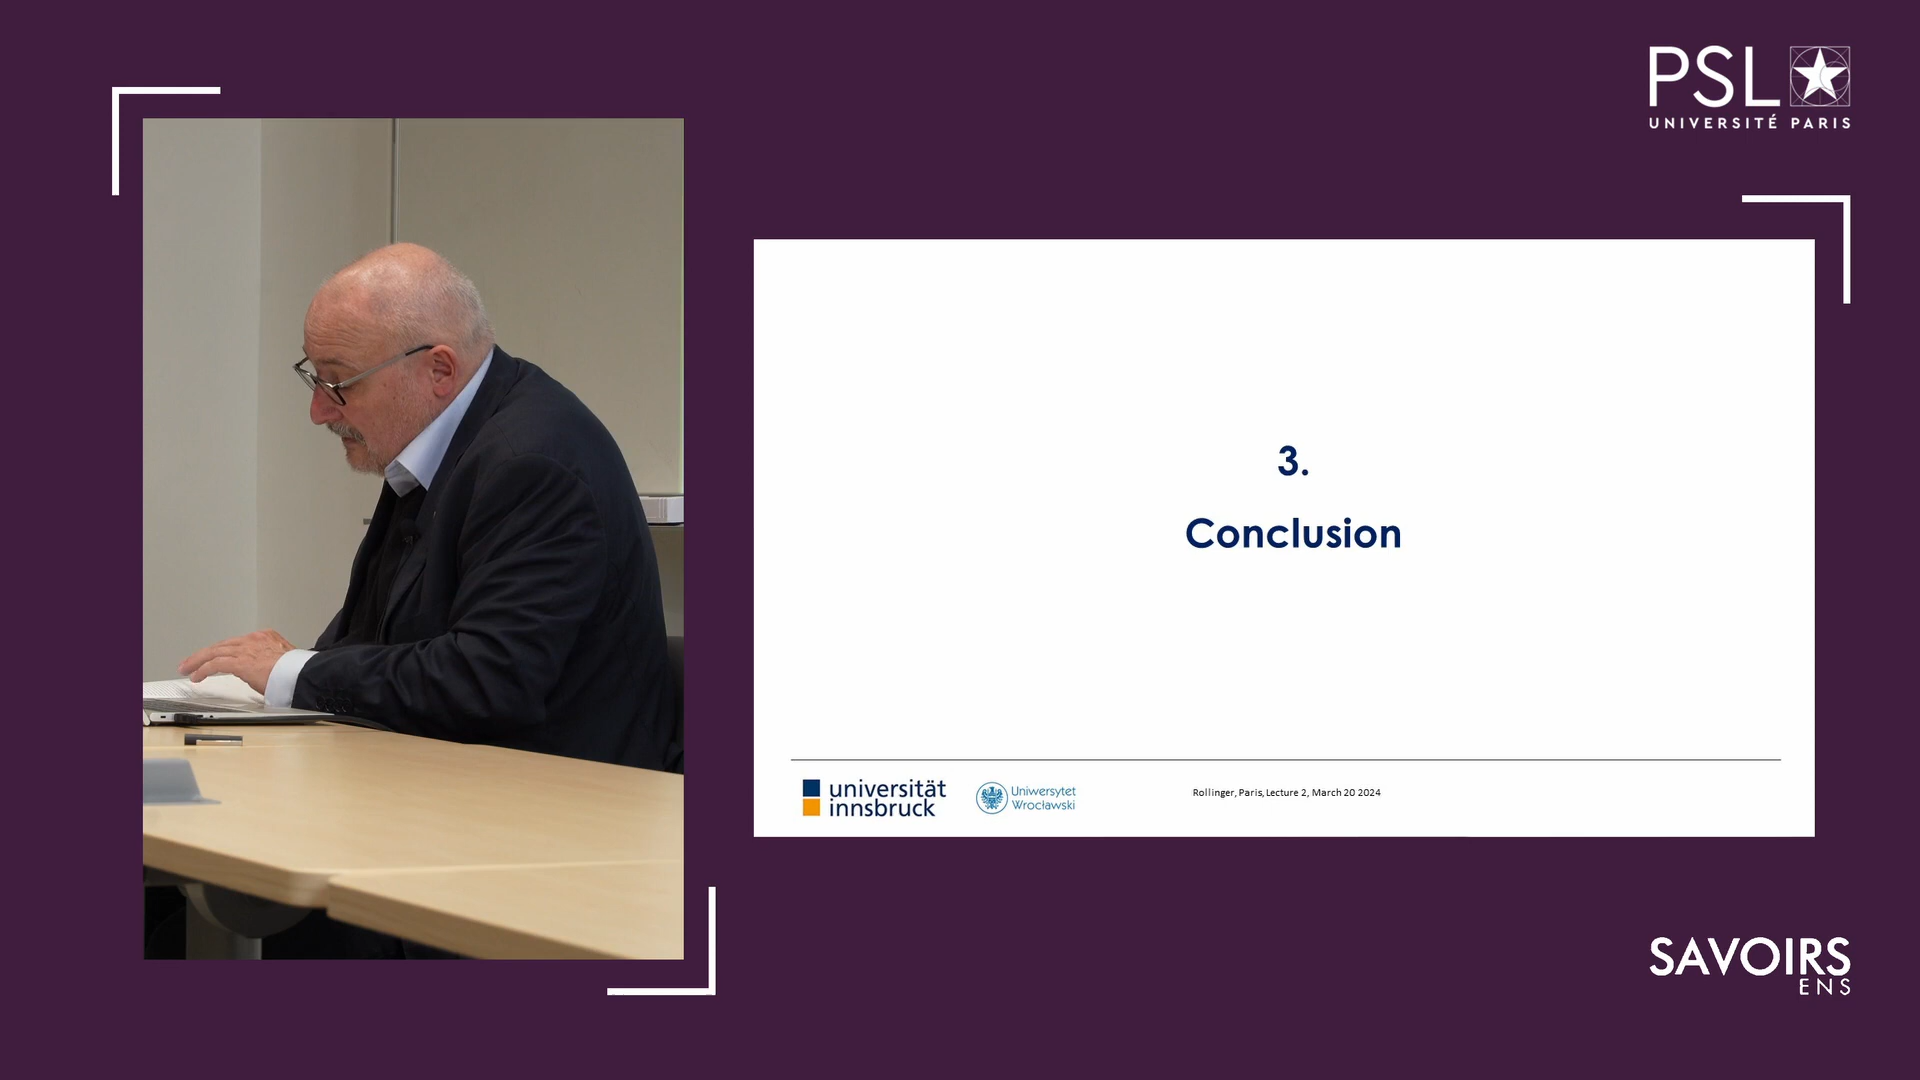 PSL
UNIVERSITÉ PARIS
3.
Conclusion
universität
innsbruck
Uniwersytet
Wrocławski
Rollinger, Paris, Lecture 2, March 20 2024
SAVOIRS
ENS